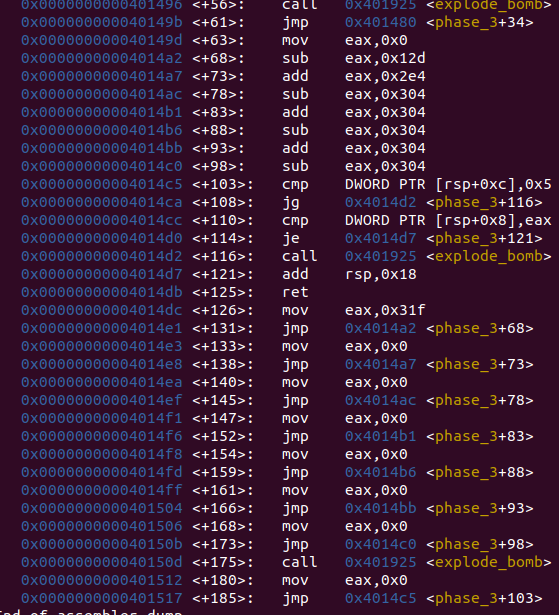 0x0000000000401496 <+56>: call 0x401925 <explode_bomb>
0x000000000040149b <+61>: jmp 0x401480 <phase_3+34>
0x000000000040149d <+63>: mov eax,0x0
0x00000000004014a2 <+68>: sub eax,0x12d
0x00000000004014a7 <+73>: add eax,0x2e4
0x00000000004014ac <+78>: sub eax,0x304
0x00000000004014b1 <+83>: add eax,0x304
0x00000000004014b6 <+88>: sub eax,0x304
0x00000000004014bb <+93>: add eax,0x304
0x00000000004014c0 <+98>: sub eax,0x304
0x00000000004014c5 <+103>: cmp DWORD PTR [rsp+0xc],0x5
0x00000000004014ca <+108>: jg 0x4014d2 <phase_3+116>
0x00000000004014cc <+110>: cmp DWORD PTR [rsp+0x8],eax
0x00000000004014d0 <+114>: je 0x4014d7 <phase_3+121>
0x00000000004014d2 <+116>: call 0x401925 <explode_bomb>
0x00000000004014d7 <+121>: add rsp,0x18
0x00000000004014db <+125>: ret
0x00000000004014dc <+126>: mov eax,0x31f
0x00000000004014e1 <+131>: jmp 0x4014a2 <phase_3+68>
0x00000000004014e3 <+133>: mov eax,0x0
0x00000000004014e8 <+138>: jmp 0x4014a7 <phase_3+73>
0x00000000004014ea <+140>: mov eax,0x0
0x00000000004014ef <+145>: jmp 0x4014ac <phase_3+78>
0x00000000004014f1 <+147>: mov eax,0x0
0x00000000004014f6 <+152>: jmp 0x4014b1 <phase_3+83>
0x00000000004014f8 <+154>: mov eax,0x0
0x00000000004014fd <+159>: jmp 0x4014b6 <phase_3+88>
0x00000000004014ff <+161>: mov eax,0x0
0x0000000000401504 <+166>: jmp 0x4014bb <phase_3+93>
0x0000000000401506 <+168>: mov eax,0x0
0x000000000040150b <+173>: jmp 0x4014c0 <phase_3+98>
0x000000000040150d <+175>: call 0x401925 <explode_bomb>
0x0000000000401512 <+180>: mov eax,0x0
0x0000000000401517 <+185>: jmp 0x4014c5 <phase_3+103>
End of assembler dump